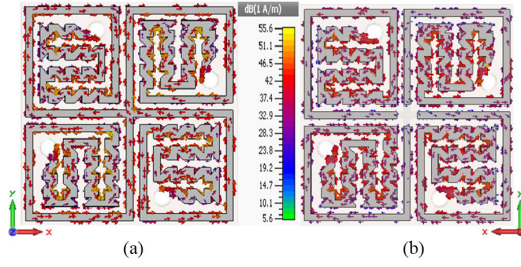 dB(1 A/m)
55.6
51.1
46.5
42
37.4
32.9
28.3
23.8
19.2
14.7
10.1
5.6
Y
Z
X
Y
X
(a)
(b)